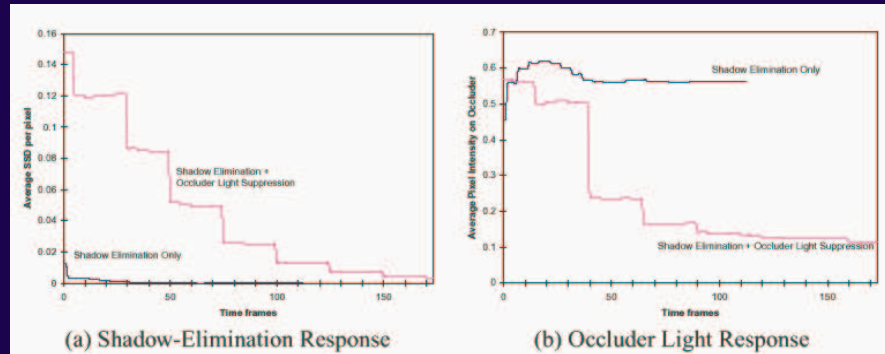 0.16
0.14
0.12
0.1
0.08
0.06
0.04
0.02
0
Average SSD per pixel
Shadow Elimination +
Occluder Light Suppression
Shadow Elimination Only
0 50 100 150
Time frames
(a) Shadow-Elimination Response
0.7
0.6
0.5
0.4
0.3
0.2
0.1
0
Average Pixel Intensity on Occluder
Shadow Elimination Only
Shadow Elimination + Occluder Light Suppression
0 50 100 150
Time frames
(b) Occluder Light Response